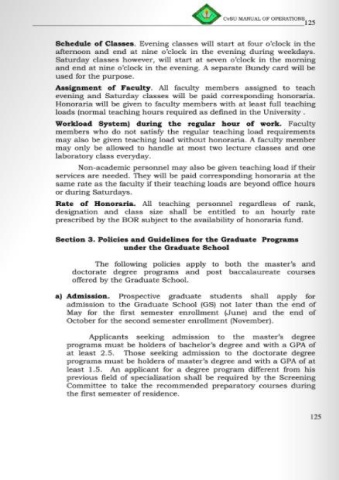 CvSU MANUAL OF OPERATIONS
125
Schedule of Classes. Evening classes will start at four o'clock in the
afternoon and end at nine o'clock in the evening during weekdays.
Saturday classes however, will start at seven o'clock in the morning
and end at nine o'clock in the evening. A separate Bundy card will be
used for the purpose.
Assignment of Faculty. All faculty members assigned to teach
evening and Saturday classes will be paid corresponding honoraria.
Honoraria will be given to faculty members with at least full teaching
loads (normal teaching hours required as defined in the University .
Workload System) during the regular hour of work. Faculty
members who do not satisfy the regular teaching load requirements
may also be given teaching load without honoraria. A faculty member
may only be allowed to handle at most two lecture classes and one
laboratory class everyday.
Non-academic personnel may also be given teaching load if their
services are needed. They will be paid corresponding honoraria at the
same rate as the faculty if their teaching loads are beyond office hours
or during Saturdays.
Rate of Honoraria. All teaching personnel regardless of rank,
designation and class size shall be entitled to an hourly rate
prescribed by the BOR subject to the availability of honoraria fund.
Section 3. Policies and Guidelines for the Graduate Programs
under the Graduate School
The following policies apply to both the master's and
doctorate degree programs and post baccalaureate courses
offered by the Graduate School.
a) Admission. Prospective graduate students shall apply for
admission to the Graduate School (GS) not later than the end of
May for the first semester enrollment (June) and the end of
October for the second semester enrollment (November).
Applicants seeking admission to the master's degree
programs must be holders of bachelor's degree and with a GPA of
at least 2.5. Those seeking admission to the doctorate degree
programs must be holders of master's degree and with a GPA of at
least 1.5. An applicant for a degree program different from his
previous field of specialization shall be required by the Screening
Committee to take the recommended preparatory courses during
the first semester of residence.
125